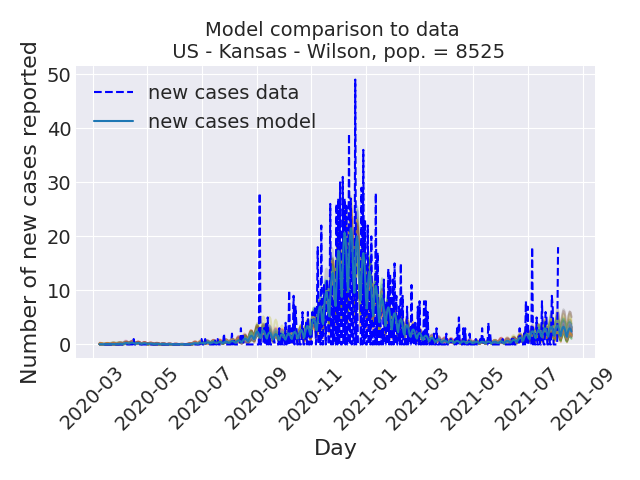 Model comparison to data
US - Kansas - Wilson, pop. = 8525
Number of new cases reported
50
40
30
20
10
0
new cases data
new cases model
2020-03
2020-05
2020-07
2020-09
2020-11
2021-01
2021-03
2021-05
2021-07
2021-09
Day